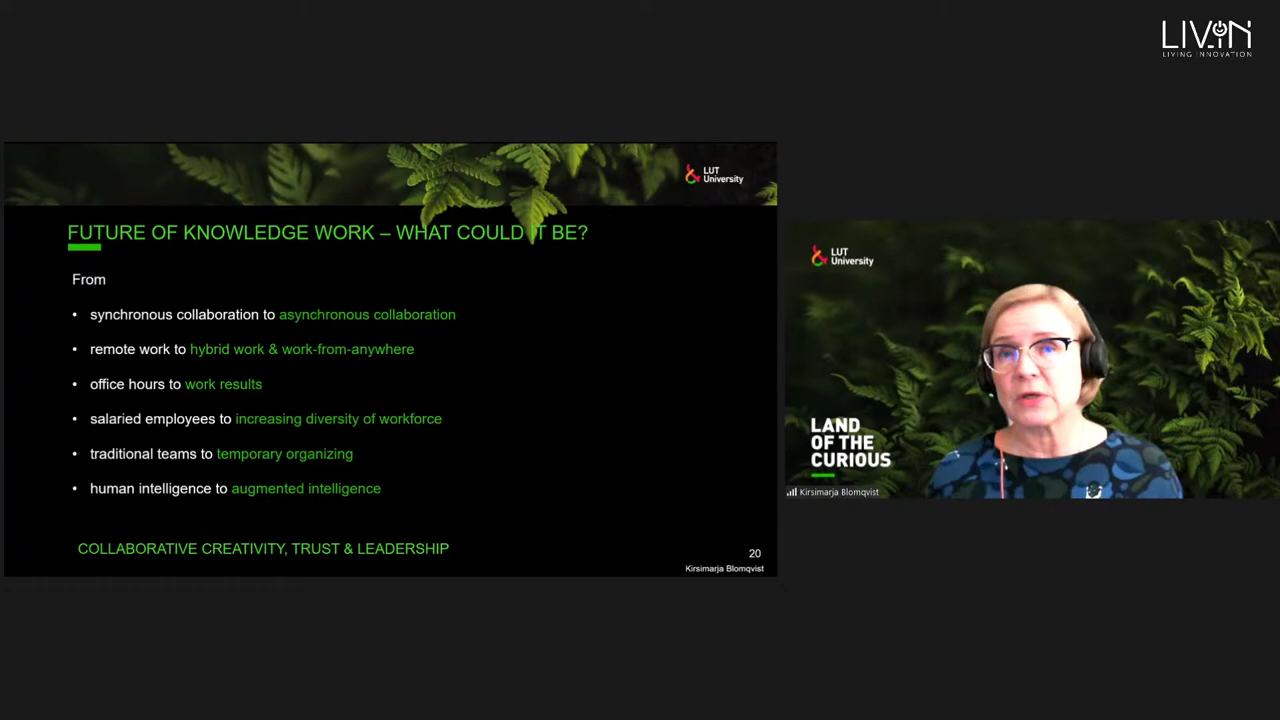 LIVIN
LIVING INNOVATION
LUT
University
FUTURE OF KNOWLEDGE WORK – WHAT COULD IT BE?
From
• synchronous collaboration to asynchronous collaboration
• remote work to hybrid work & work-from-anywhere
• office hours to work results
• salaried employees to increasing diversity of workforce
• traditional teams to temporary organizing
• human intelligence to augmented intelligence
COLLABORATIVE CREATIVITY, TRUST & LEADERSHIP
20
Kirsimarja Blomqvist
LUT
University
LAND
OF THE
CURIOUS
Kirsimarja Blomqvist